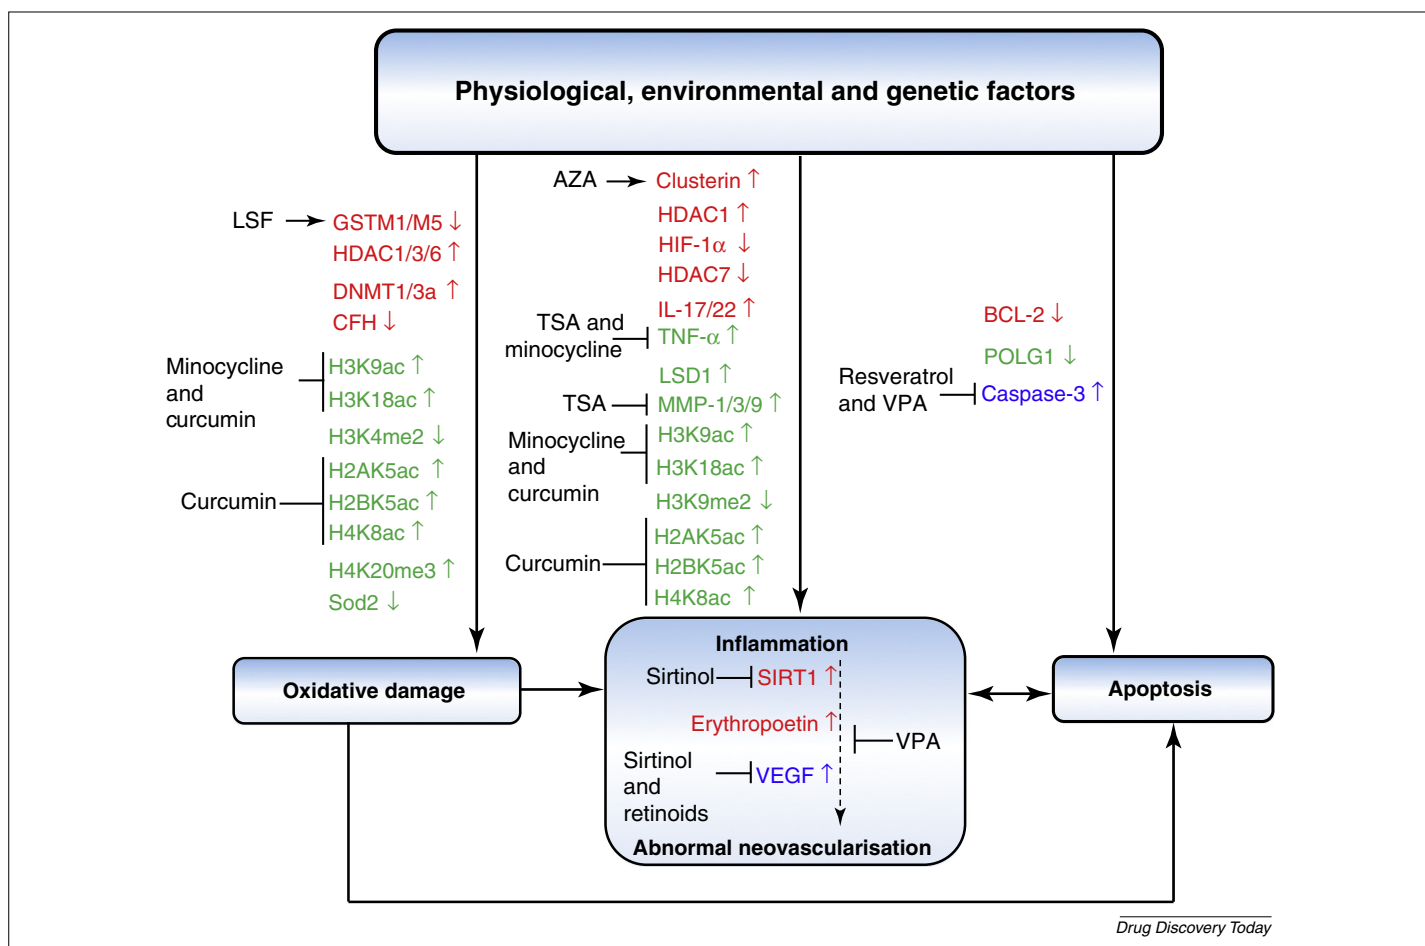 Physiological, environmental and genetic factors
LSF
GSTM1/M5 ↓
HDAC1/3/6 ↑
DNMT1/3a ↑
CFH ↓
Minocycline
and
curcumin
H3K9ac ↑
H3K18ac ↑
H3K4me2 ↓
Curcumin
H2AK5ac ↑
H2BK5ac ↑
H4K8ac ↑
H4K20me3 ↑
Sod2 ↓
AZA
Clusterin ↑
HDAC1 ↑
HIF-1α ↓
HDAC7 ↓
IL-17/22 ↑
TSA and
minocycline
TNF-α ↑
LSD1 ↑
TSA
MMP-1/3/9 ↑
Minocycline
and
curcumin
H3K9ac ↑
H3K18ac ↑
H3K9me2 ↓
Curcumin
H2AK5ac ↑
H2BK5ac ↑
H4K8ac ↑
BCL-2 ↓
POLG1 ↓
Resveratrol
and VPA
Caspase-3 ↑
Oxidative damage
Inflammation
Sirtinol
SIRT1 ↑
Erythropoetin ↑
VPA
Sirtinol
and
retinoids
VEGF ↑
Abnormal neovascularisation
Apoptosis
Drug Discovery Today